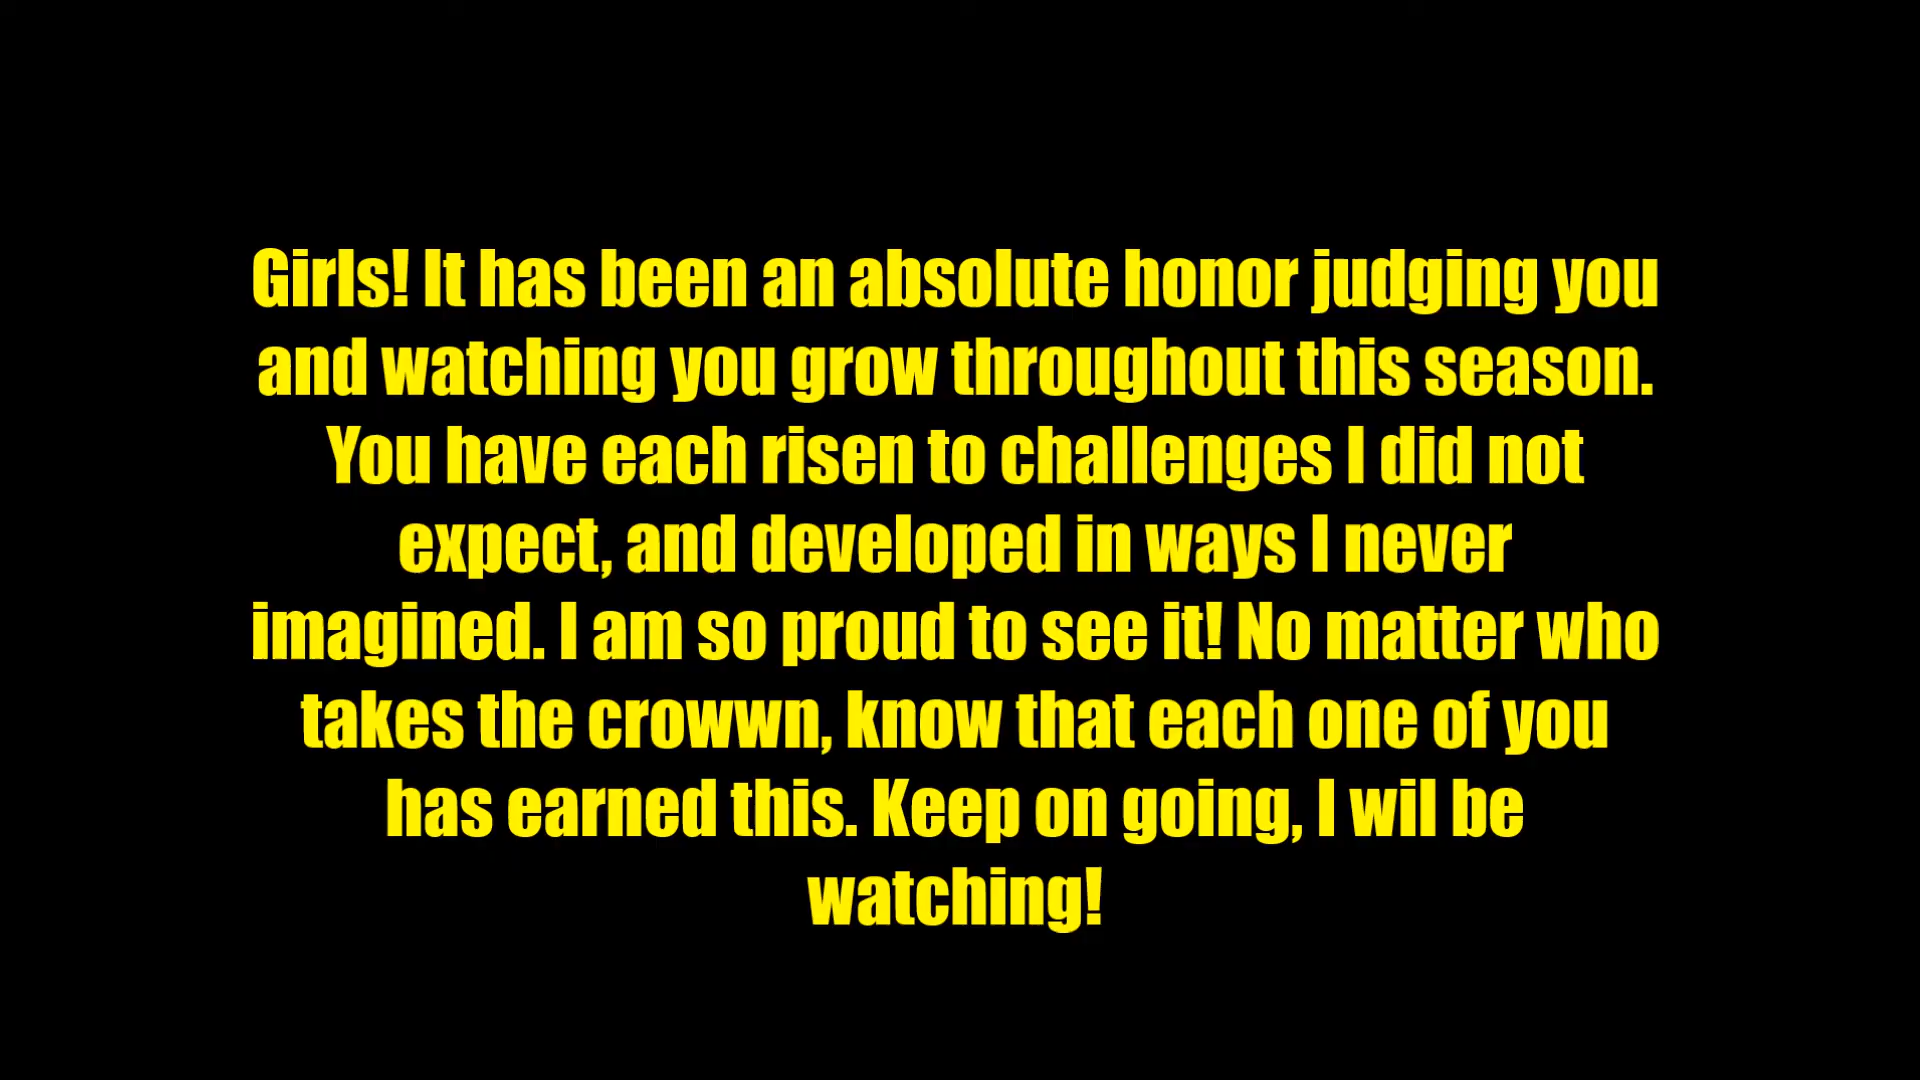 Girls! It has been an absolute honor judging you
and watching you grow throughout this season.
You have each risen to challenges I did not
expect, and developed in ways I never
imagined. I am so proud to see it! No matter who
takes the crowwn, know that each one of you
has earned this. Keep on going, I wil be
watching!